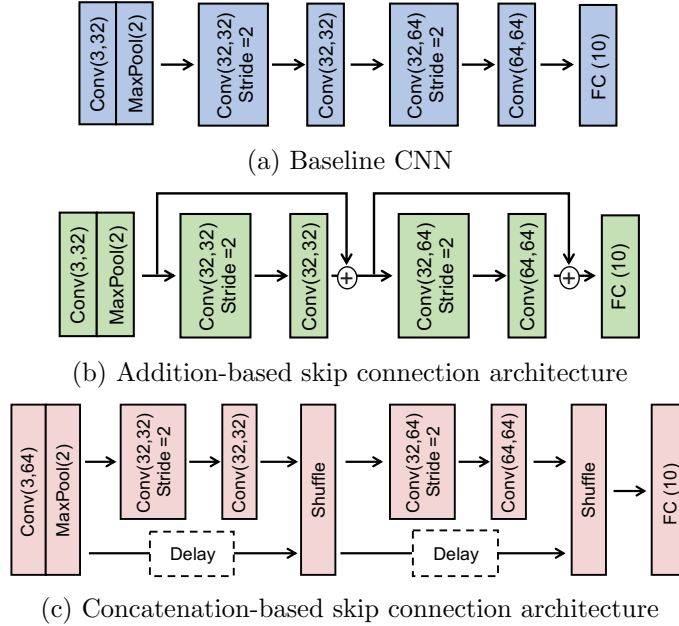 Conv(3,32)
MaxPool(2)
Conv(32,32)
Stride =2
Conv(32,32)
Conv(32,64)
Stride =2
Conv(64,64)
FC (10)
(a) Baseline CNN
Conv(3,32)
MaxPool(2)
Conv(32,32)
Stride =2
Conv(32,32)
+
Conv(32,64)
Stride =2
Conv(64,64)
+
FC (10)
(b) Addition-based skip connection architecture
Conv(3,64)
MaxPool(2)
Conv(32,32)
Stride =2
Conv(32,32)
Delay
Shuffle
Conv(32,64)
Stride =2
Conv(64,64)
Delay
Shuffle
FC (10)
(c) Concatenation-based skip connection architecture